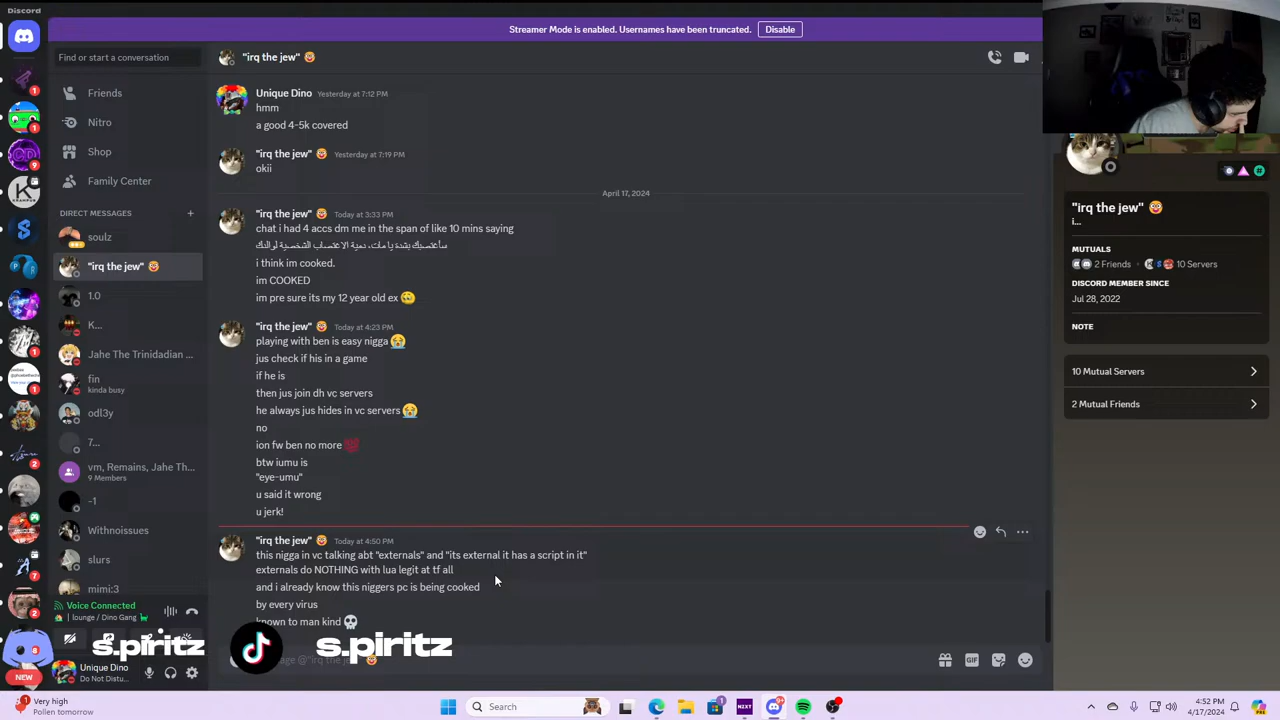 Discord
Streamer Mode is enabled. Usernames have been truncated.
Disable
Find or start a conversation
"irq the jew"
Friends
Nitro
Shop
Family Center
DIRECT MESSAGES
soulz
"irq the jew"
1.0
K...
Jahe The Trinidadian ...
fin
kinda busy
odl3y
7...
vm, Remains, Jahe Th...
9 Members
-1
Withnoissues
slurs
mimi:3
Voice Connected
lounge / Dino Gang
s.piritz
Unique Dino
Do Not Distu...
NEW
Unique Dino Yesterday at 7:12 PM
hmm
a good 4-5k covered
"irq the jew" Yesterday at 7:19 PM
okii
April 17, 2024
"irq the jew" Today at 3:33 PM
chat i had 4 accs dm me in the span of like 10 mins saying
i think im cooked.
im COOKED
im pre sure its my 12 year old ex
"irq the jew" Today at 4:23 PM
playing with ben is easy nigga
jus check if his in a game
if he is
then jus join dh vc servers
he always jus hides in vc servers
no
ion fw ben no more
btw iumu is
"eye-umu"
u said it wrong
u jerk!
"irq the jew" Today at 4:50 PM
this nigga in vc talking abt "externals" and "its external it has a script in it"
externals do NOTHING with lua legit at tf all
and i already know this niggers pc is being cooked
by every virus
known to man kind
s.piritz
GIF
"irq the jew"
i...
MUTUALS
2 Friends • 10 Servers
DISCORD MEMBER SINCE
Jul 28, 2022
NOTE
10 Mutual Servers
2 Mutual Friends
Very high
Pollen tomorrow
Search
NEXT
4:52 PM
4/17/2024